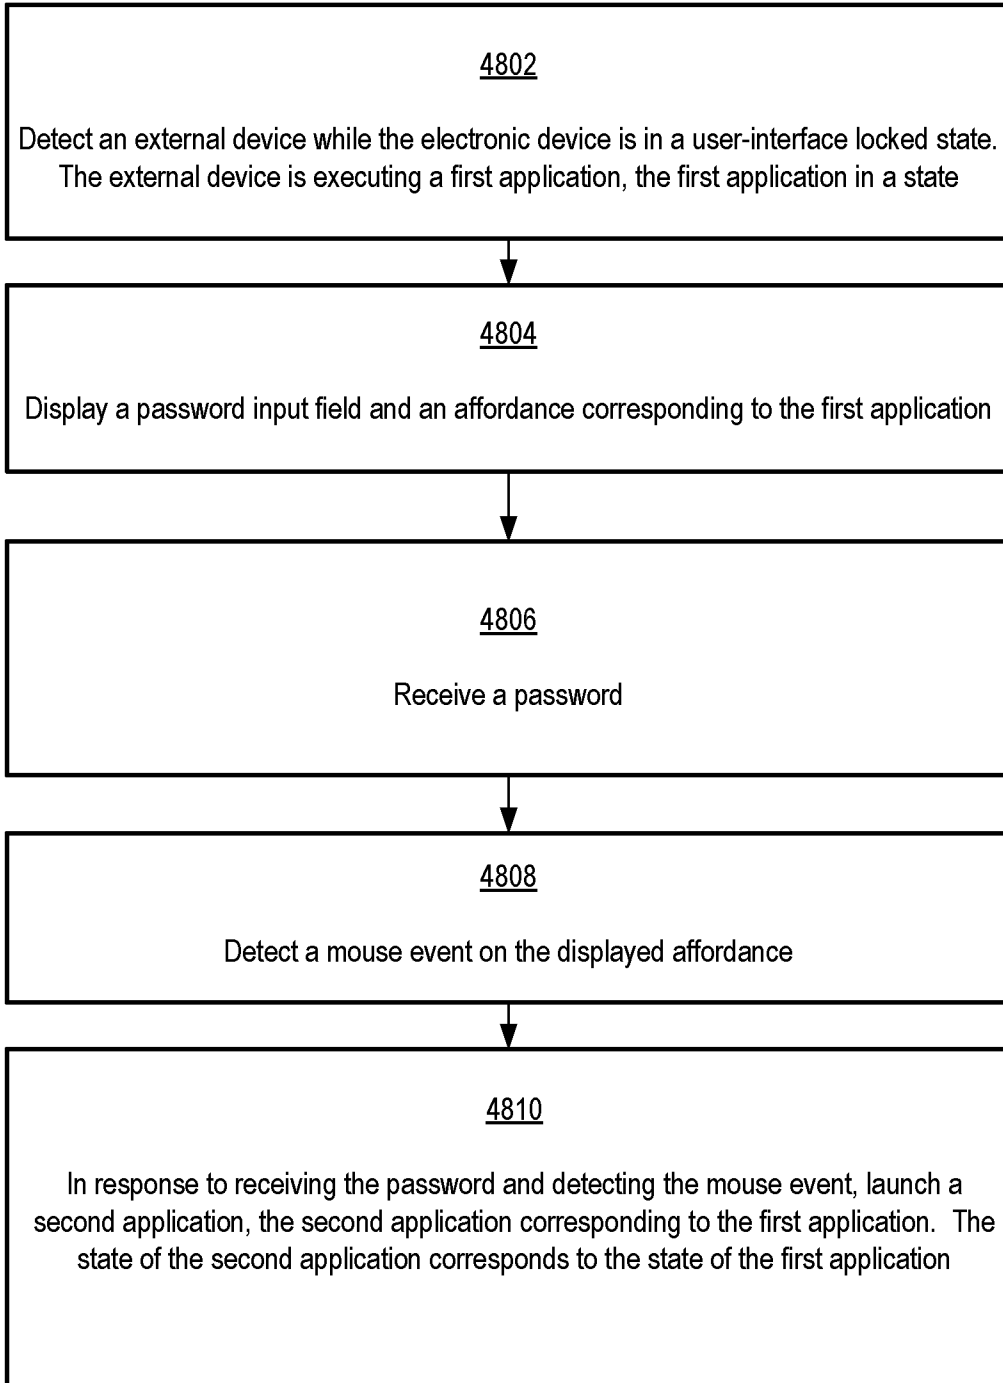 4802
Detect an external device while the electronic device is in a user-interface locked state.
The external device is executing a first application, the first application in a state
4804
Display a password input field and an affordance corresponding to the first application
4806
Receive a password
4808
Detect a mouse event on the displayed affordance
4810
In response to receiving the password and detecting the mouse event, launch a
second application, the second application corresponding to the first application.  The
state of the second application corresponds to the state of the first application